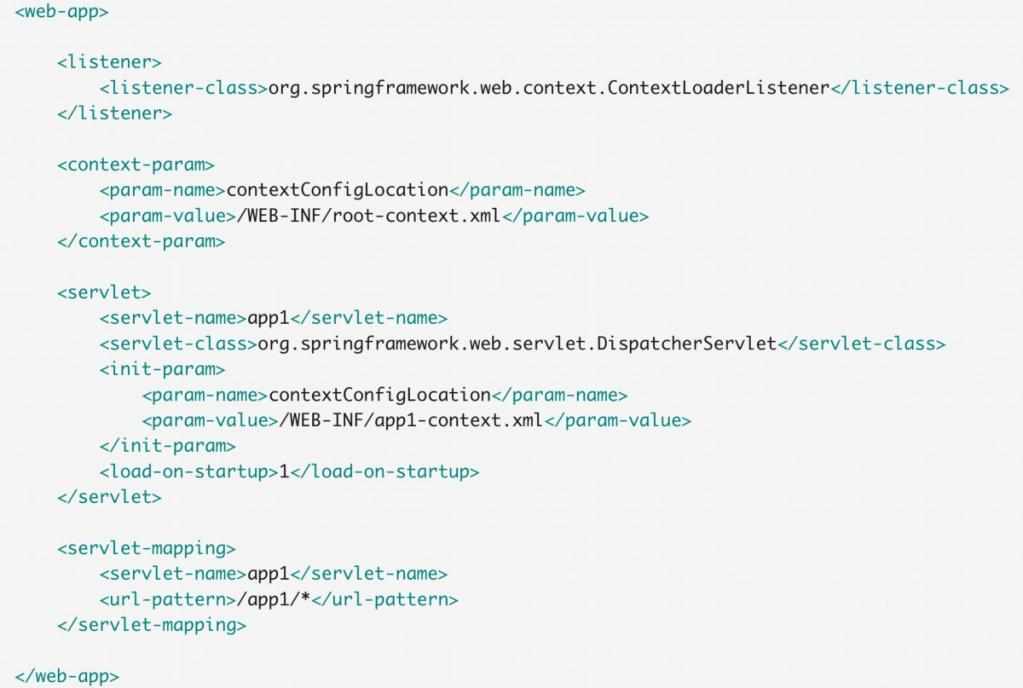 <web-app>
<listener>
<listener-class>org.springframework.web.context.ContextLoaderListener</listener-class>
</listener>
<context-param>
<param-name>contextConfigLocation</param-name>
<param-value>/WEB-INF/root-context.xml</param-value>
</context-param>
<servlet>
<servlet-name>app1</servlet-name>
<servlet-class>org.springframework.web.servlet.DispatcherServlet</servlet-class>
<init-param>
<param-name>contextConfigLocation</param-name>
<param-value>/WEB-INF/app1-context.xml</param-value>
</init-param>
<load-on-startup>1</load-on-startup>
</servlet>
<servlet-mapping>
<servlet-name>app1</servlet-name>
<url-pattern>/app1/*</url-pattern>
</servlet-mapping>
</web-app>